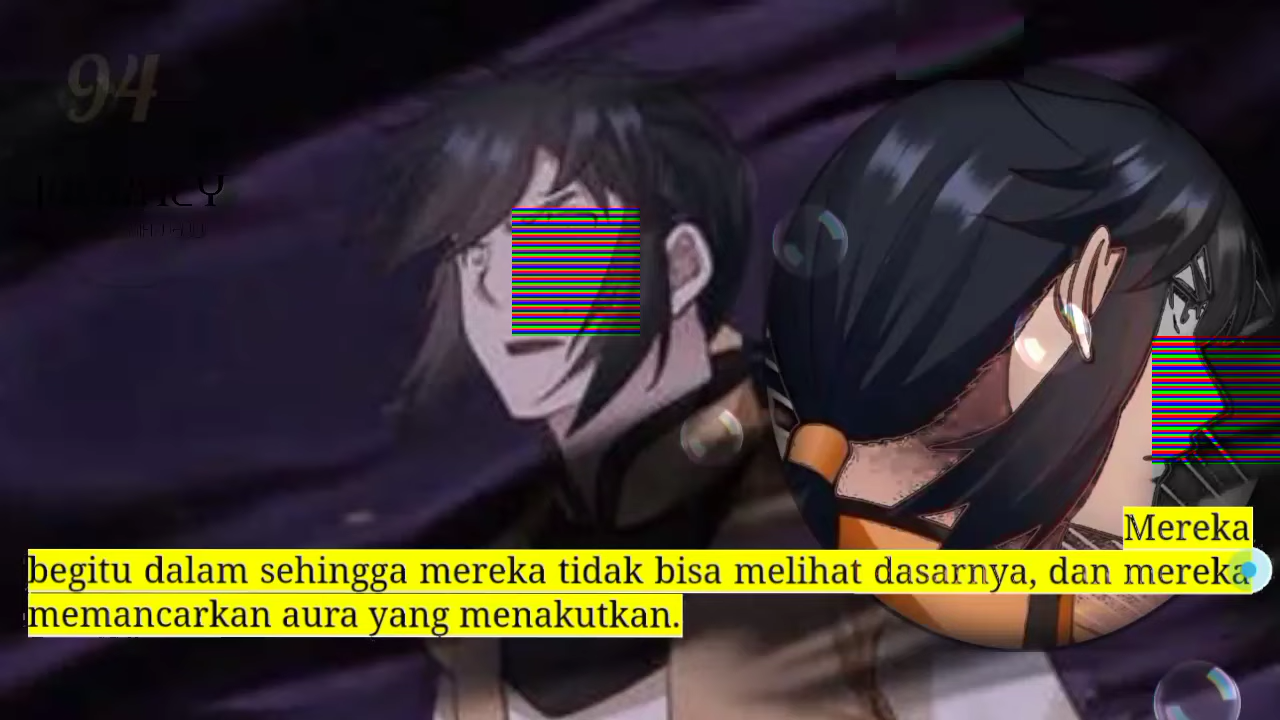 94
Mereka
begitu dalam sehingga mereka tidak bisa melihat dasarnya, dan mereka
memancarkan aura yang menakutkan.